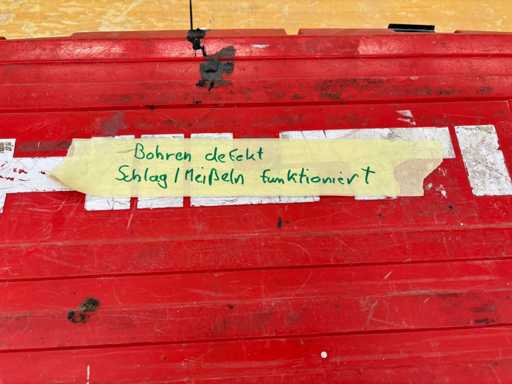 Bohren defekt
Schlag/Meißeln funktioniert